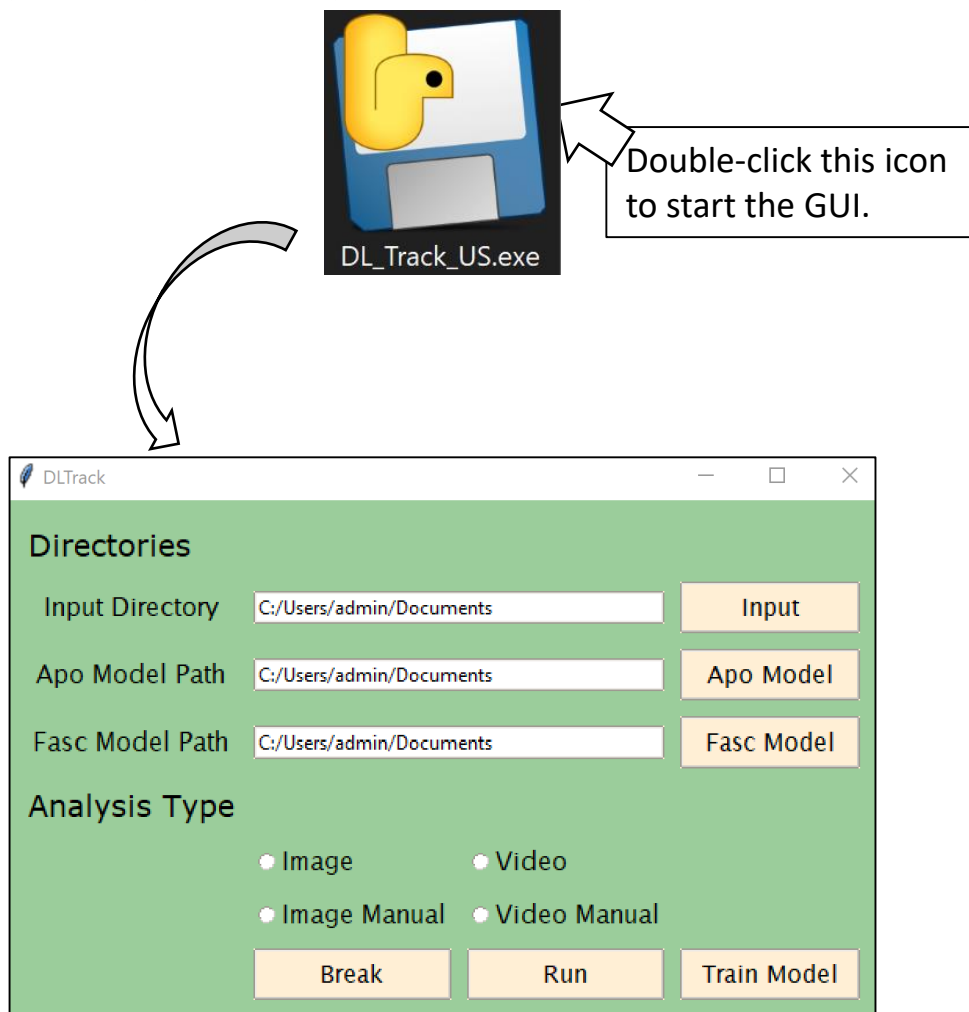 Double-click this icon
to start the GUI.
DL_Track_US.exe
DLTrack
Directories
Input Directory C:/Users/admin/Documents Input
Apo Model Path C:/Users/admin/Documents Apo Model
Fasc Model Path C:/Users/admin/Documents Fasc Model
Analysis Type
Image Video
Image Manual Video Manual
Break Run Train Model